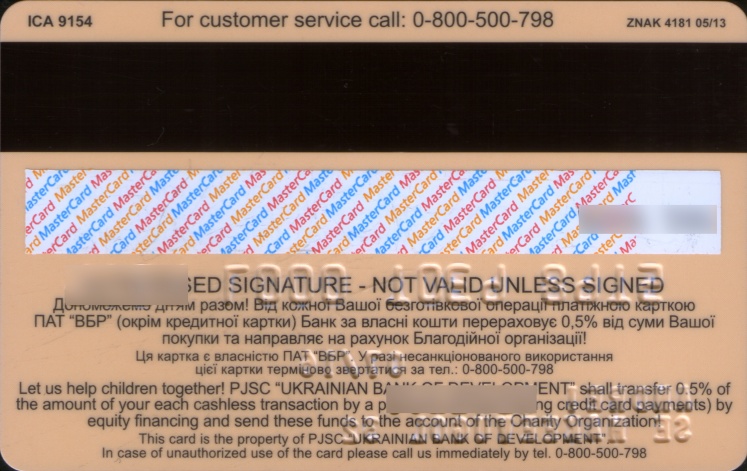 ICA 9154 For customer service call: 0-800-500-798 ZNAK 4181 05/13
MasterCard MasterCard MasterCard MasterCard MasterCard MasterCard
SED SIGNATURE - NOT VALID UNLESS SIGNED
Допоможемо дітям разом! Від кожної Вашої безготівкової операції платіжною карткою
ПАТ "ВБР" (окрім кредитної картки) Банк за власні кошти перераховує 0,5% від суми Вашої
покупки та направляє на рахунок Благодійної організації!
Ця картка є власністю ПАТ "ВБР". У разі несанкціонованого використання
цієї картки терміново звертатися за тел.: 0-800-500-798
Let us help children together! PJSC "UKRAINIAN BANK OF DEVELOPMENT" shall transfer 0.5% of
the amount of your each cashless transaction by a p ng credit card payments) by
equity financing and send these funds to the account of the Charity Organization!
This card is the property of PJSC "UKRAINIAN BANK OF DEVELOPMENT".
In case of unauthorized use of the card please call us immediately by tel. 0-800-500-798